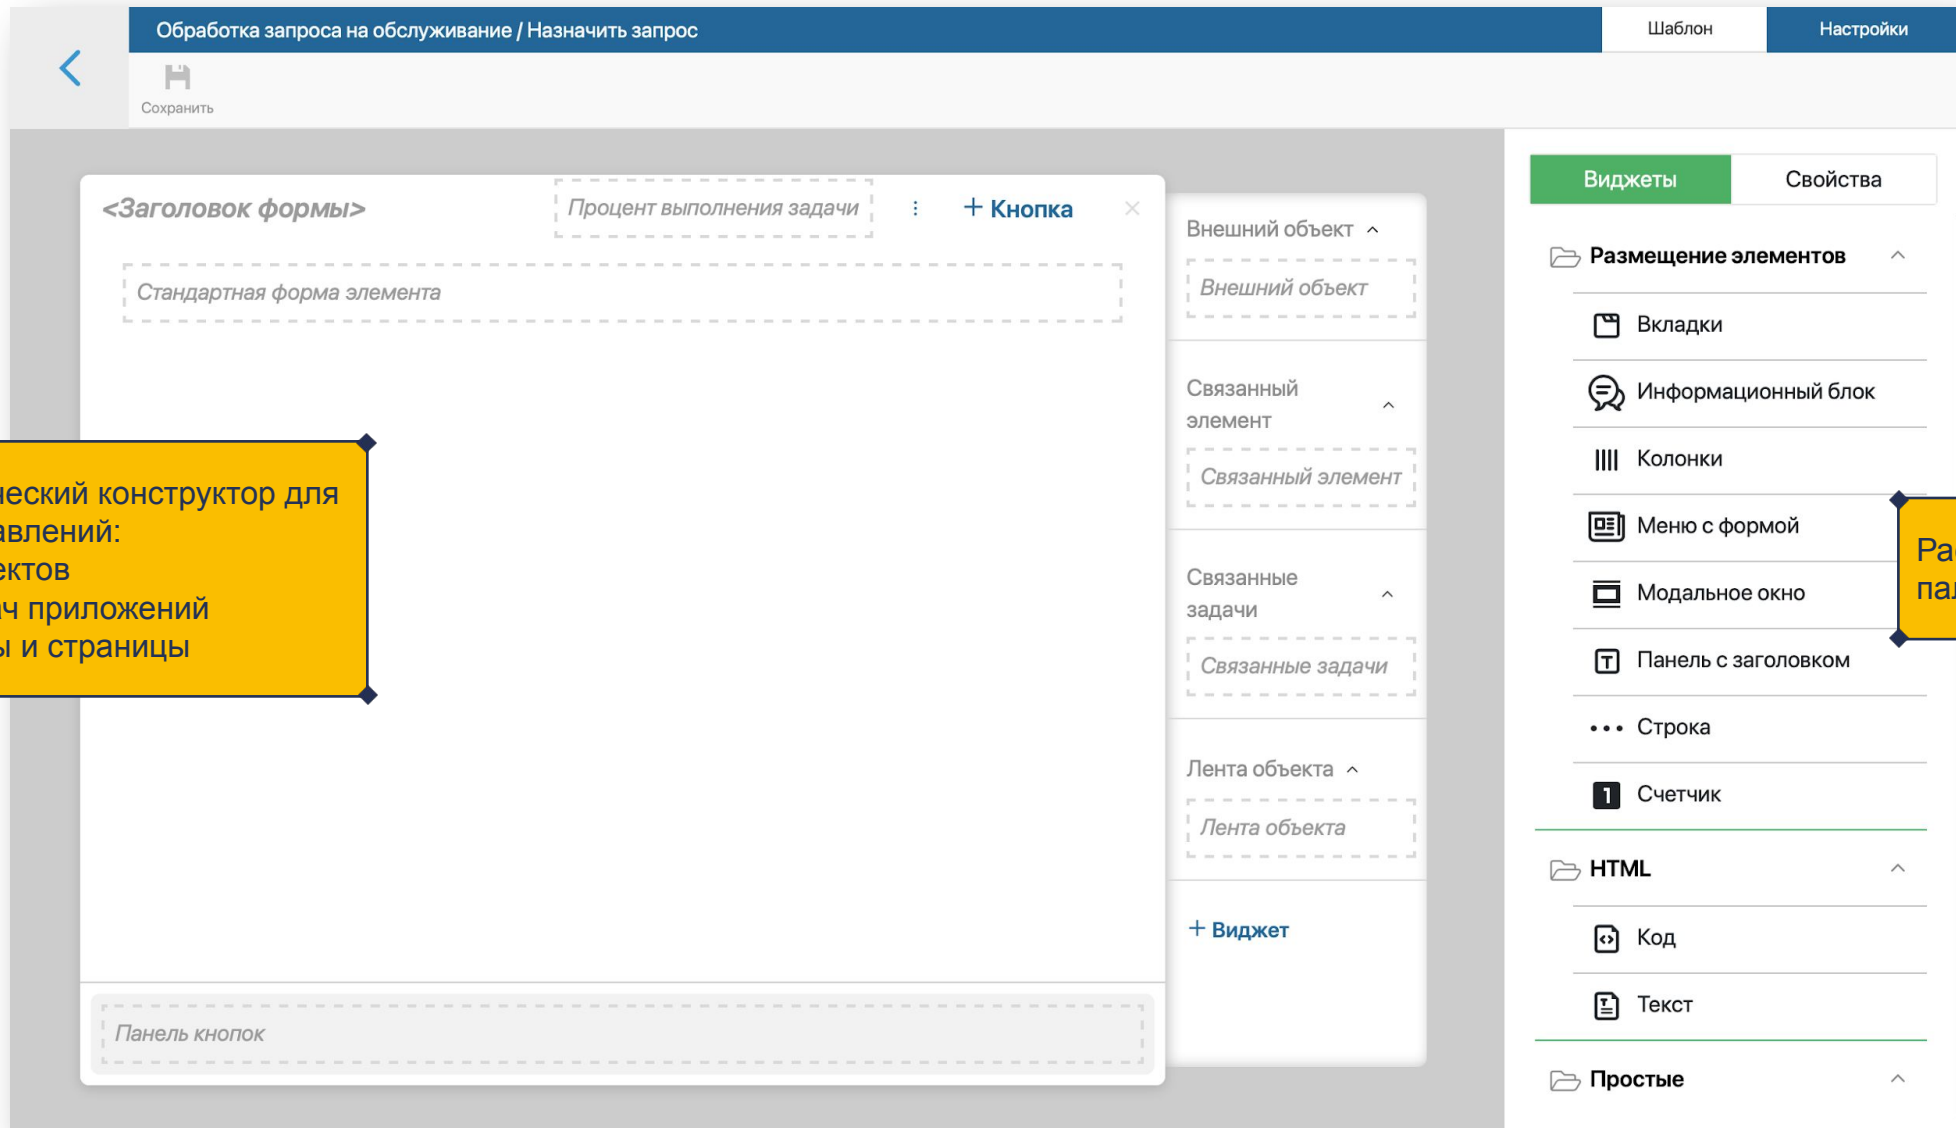 Обработка запроса на обслуживание / Назначить запрос
Шаблон
Настройки
Сохранить
<Заголовок формы>
Процент выполнения задачи
+ Кнопка
Стандартная форма элемента
конструктор для
приложений
и страницы
Панель кнопок
Внешний объект
Внешний объект
Связанный
элемент
Связанный элемент
Связанные
задачи
Связанные задачи
Лента объекта
Лента объекта
+ Виджет
Виджеты
Свойства
Размещение элементов
Вкладки
Информационный блок
Колонки
Меню с формой
Модальное окно
Панель с заголовком
Строка
Счетчик
HTML
Код
Текст
Простые